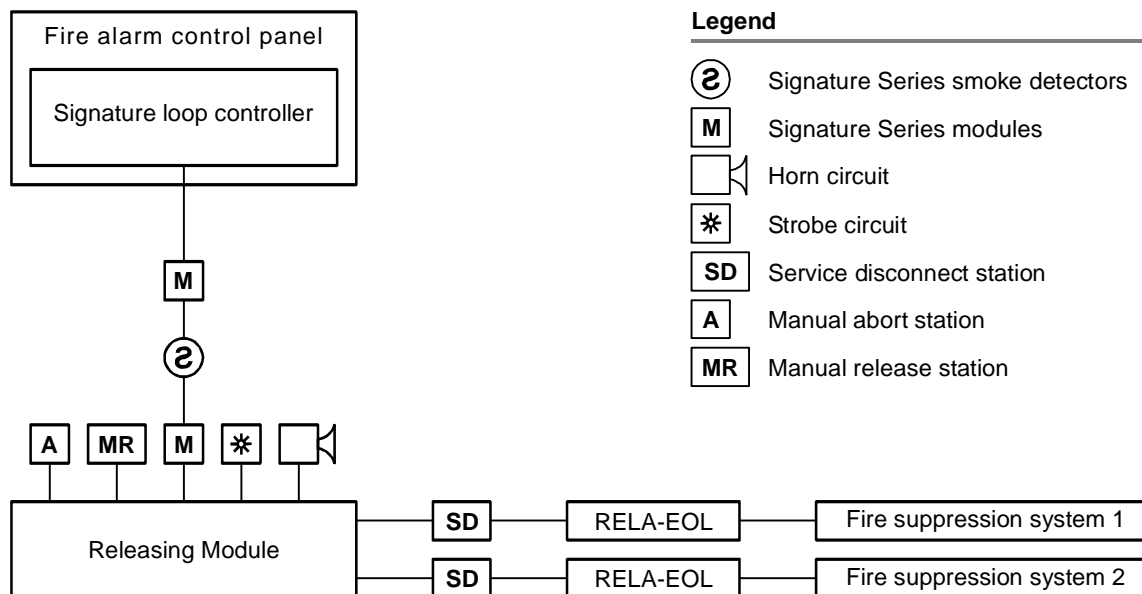 Fire alarm control panel
Signature loop controller
M
S
A
MR
M
Releasing Module
SD
RELA-EOL
Fire suppression system 1
SD
RELA-EOL
Fire suppression system 2
Legend
S Signature Series smoke detectors
M Signature Series modules
Horn circuit
Strobe circuit
SD Service disconnect station
A Manual abort station
MR Manual release station